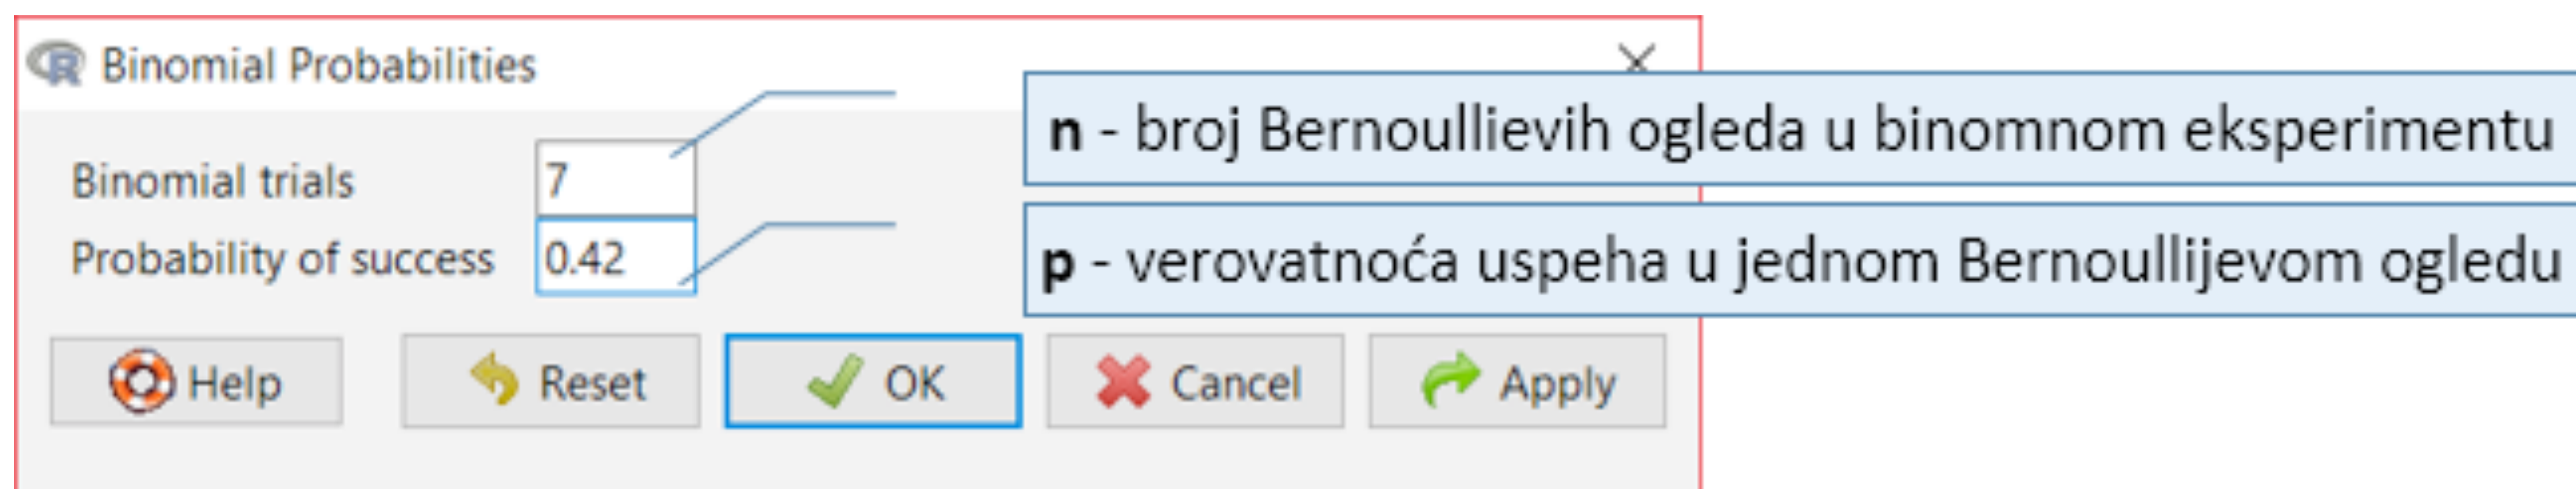 Binomial Probabilities
n - broj Bernoullievih ogleda u binomnom eksperimentu
Binomial trials 7
p - verovatnoća uspeha u jednom Bernoullijevom ogledu
Probability of success 0.42
Help Reset OK Cancel Apply